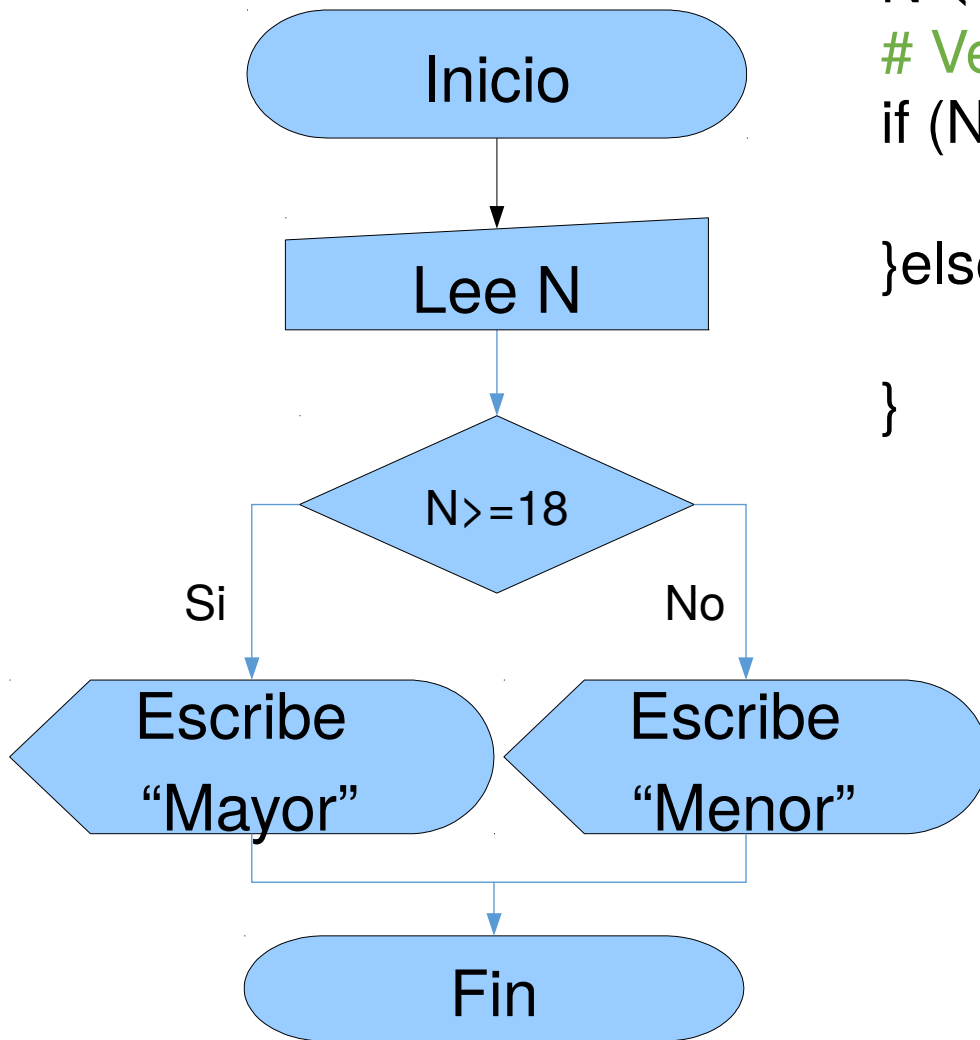 Inicio
Lee N
N>=18
Si
No
Escribe
“Mayor”
Escribe
“Menor”
Fin
if (N
}else
}